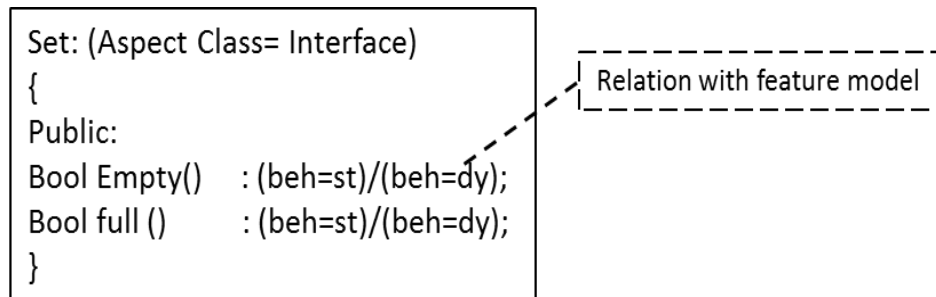 Set: (Aspect Class= Interface)
{
Public:
Bool Empty() : (beh=st)/(beh=dy);
Bool full () : (beh=st)/(beh=dy);
}
Relation with feature model